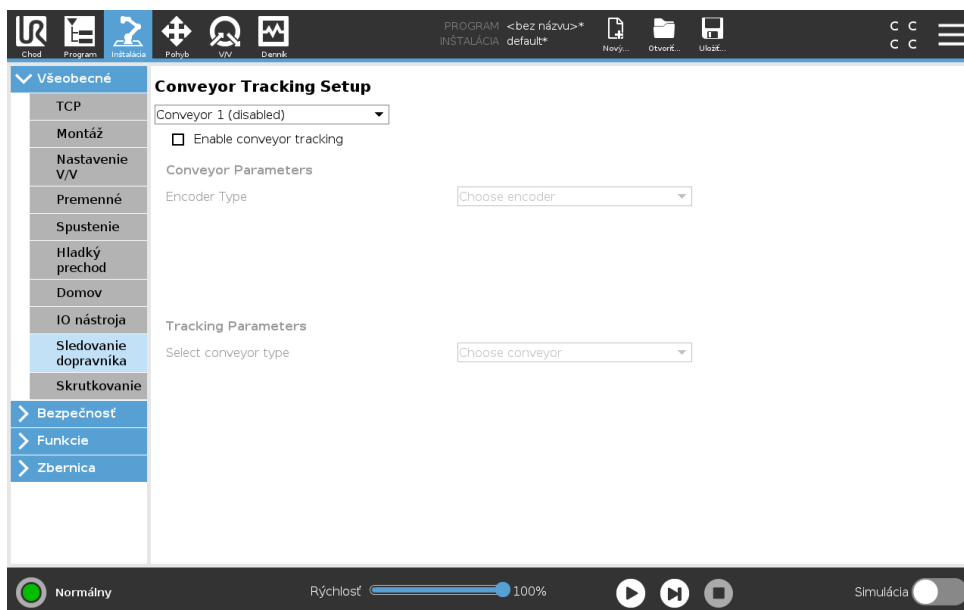 PROGRAM <bez názvu>*
INŠTALÁCIA default*
C C
C C
Chod Program Inštalácia Pohyb V/V Denník Nový... Otvoriť... Uložiť...
Všeobecné
TCP
Montáž
Nastavenie
V/V
Premenné
Spustenie
Hladký
prechod
Domov
IO nástroja
Sledovanie
dopravníka
Skrutkovanie
Bezpečnosť
Funkcie
Zbernica
Conveyor Tracking Setup
Conveyor 1 (disabled)
Enable conveyor tracking
Conveyor Parameters
Encoder Type Choose encoder
Tracking Parameters
Select conveyor type Choose conveyor
Normálny Rýchlosť 100% Simulácia